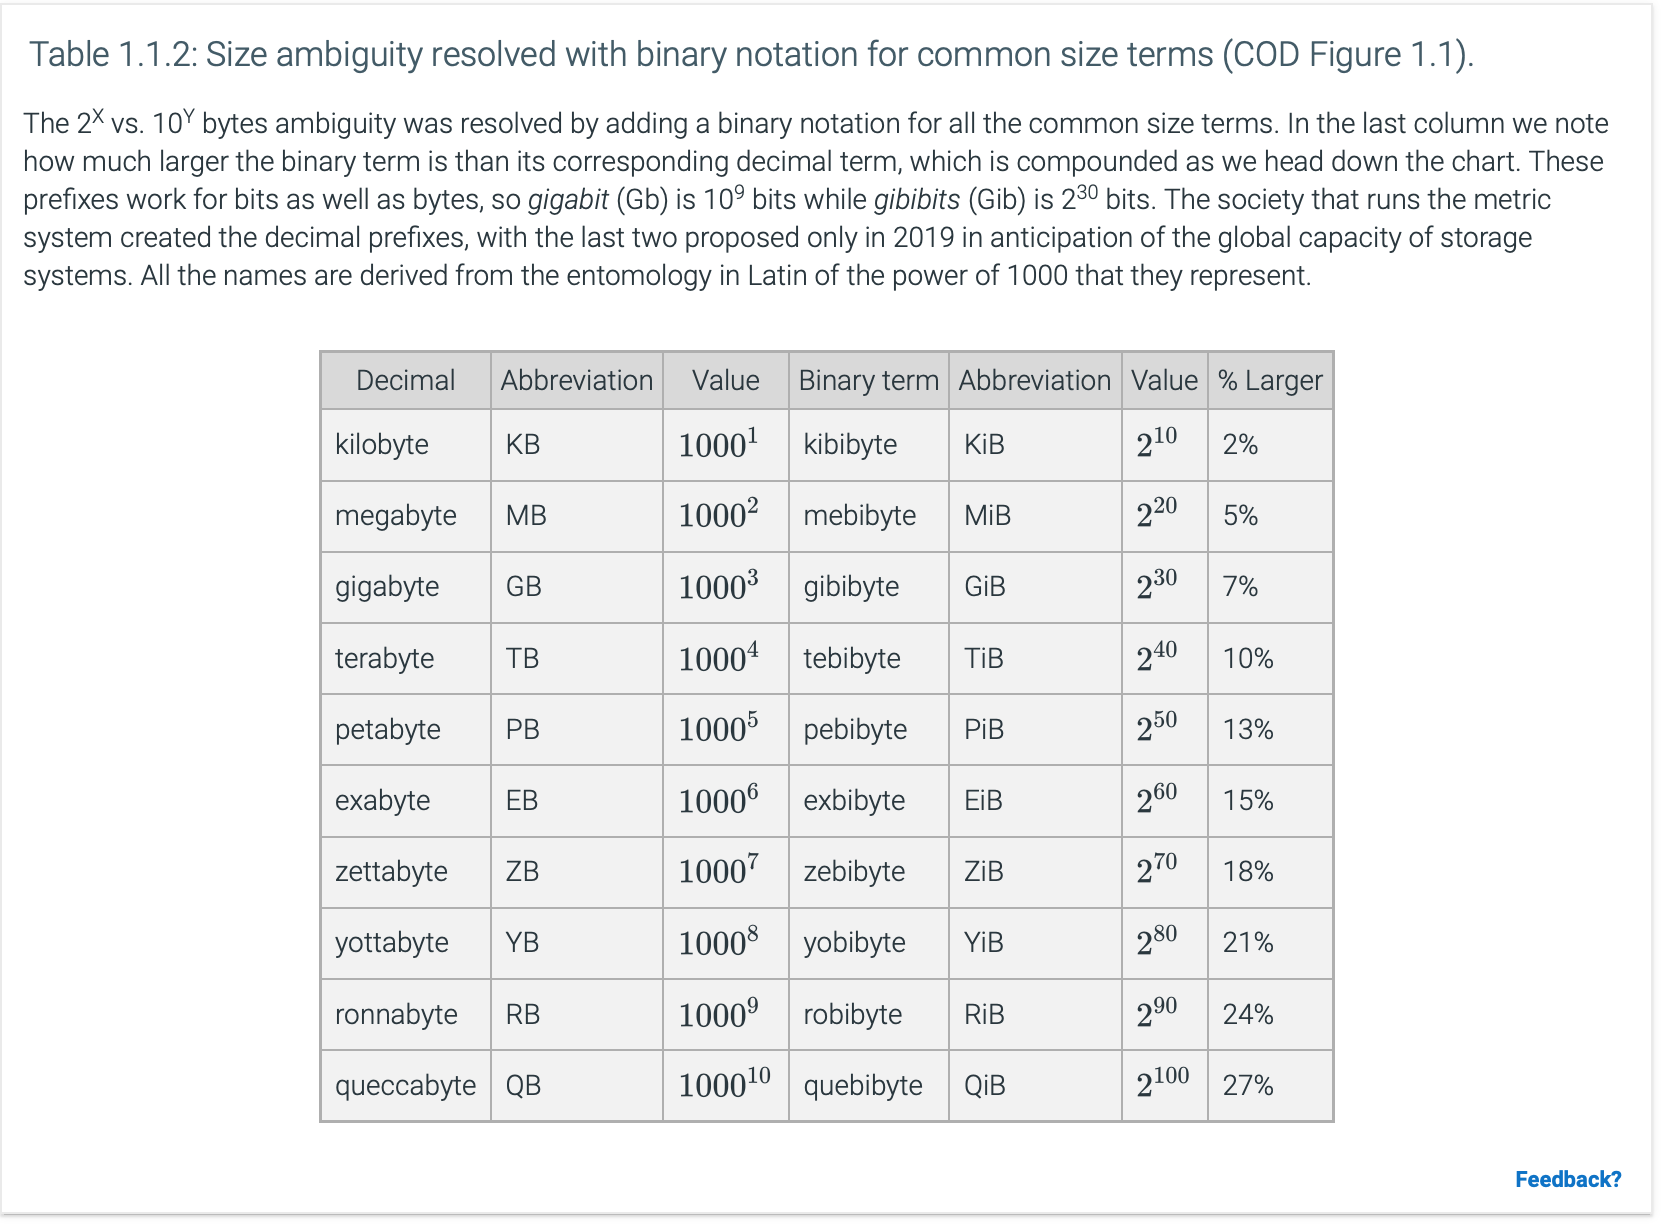 Table 1.1.2: Size ambiguity resolved with binary notation for common size terms (COD Figure 1.1).
The 2^X vs. 10^Y bytes ambiguity was resolved by adding a binary notation for all the common size terms. In the last column we note
how much larger the binary term is than its corresponding decimal term, which is compounded as we head down the chart. These
prefixes work for bits as well as bytes, so gigabit (Gb) is 10^9 bits while gibibits (Gib) is 2^30 bits. The society that runs the metric
system created the decimal prefixes, with the last two proposed only in 2019 in anticipation of the global capacity of storage
systems. All the names are derived from the entomology in Latin of the power of 1000 that they represent.
Decimal Abbreviation Value Binary term Abbreviation Value % Larger
kilobyte KB 1000^1 kibibyte KiB 2^10 2%
megabyte MB 1000^2 mebibyte MiB 2^20 5%
gigabyte GB 1000^3 gibibyte GiB 2^30 7%
terabyte TB 1000^4 tebibyte TiB 2^40 10%
petabyte PB 1000^5 pebibyte PiB 2^50 13%
exabyte EB 1000^6 exbibyte EiB 2^60 15%
zettabyte ZB 1000^7 zebibyte ZiB 2^70 18%
yottabyte YB 1000^8 yobibyte YiB 2^80 21%
ronnabyte RB 1000^9 robibyte RiB 2^90 24%
queccabyte QB 1000^10 quebibyte QiB 2^100 27%
Feedback?